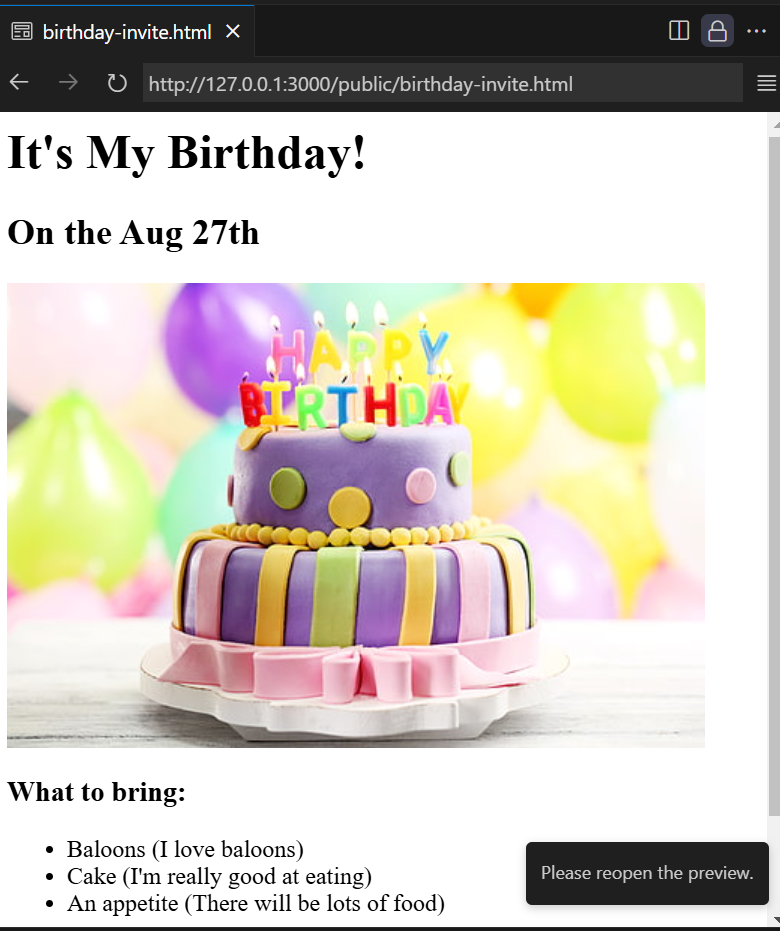 birthday-invite.html
http://127.0.0.1:3000/public/birthday-invite.html
It's My Birthday!
On the Aug 27th
HAPPY
BIRTHDAY
What to bring:
Baloons (I love baloons)
Cake (I'm really good at eating)
An appetite (There will be lots of food)
Please reopen the preview.